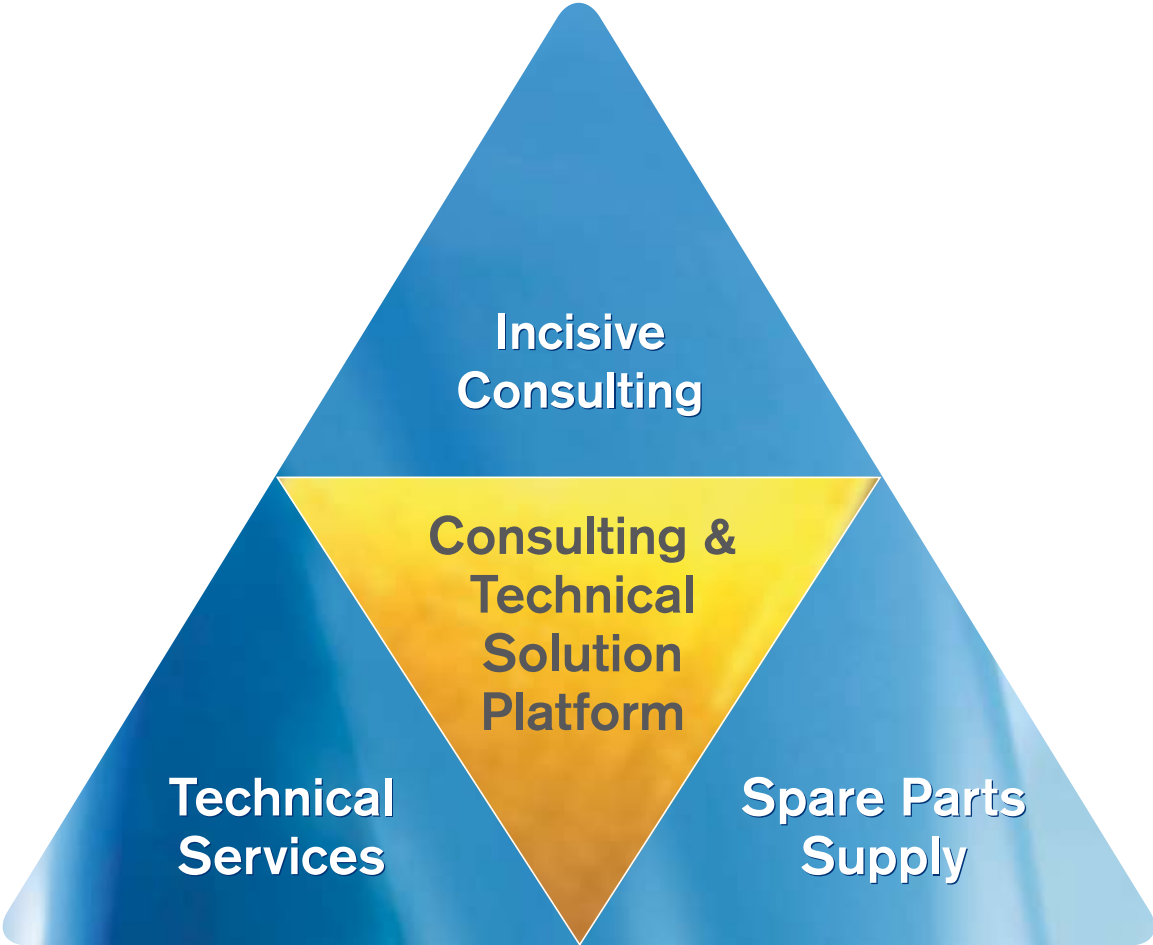 Incisive
Consulting
Consulting &
Technical
Solution
Platform
Technical
Services
Spare Parts
Supply